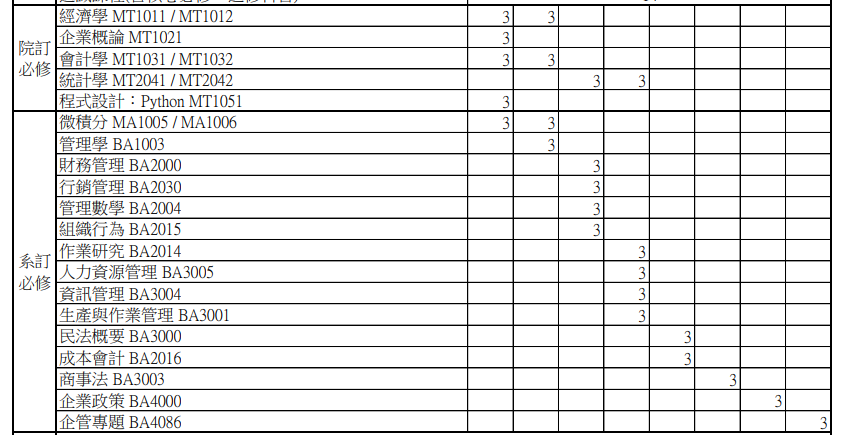 經濟學 MT1011 / MT1012 3 3
企業概論 MT1021 3
院訂
必修
會計學 MT1031 / MT1032 3 3
統計學 MT2041 / MT2042 3 3
程式設計：Python MT1051 3
微積分 MA1005 / MA1006 3 3
管理學 BA1003 3
財務管理 BA2000 3
行銷管理 BA2030 3
管理數學 BA2004 3
組織行為 BA2015 3
系訂
必修
作業研究 BA2014 3
人力資源管理 BA3005 3
資訊管理 BA3004 3
生產與作業管理 BA3001 3
民法概要 BA3000 3
成本會計 BA2016 3
商事法 BA3003 3
企業政策 BA4000 3
企管專題 BA4086 3